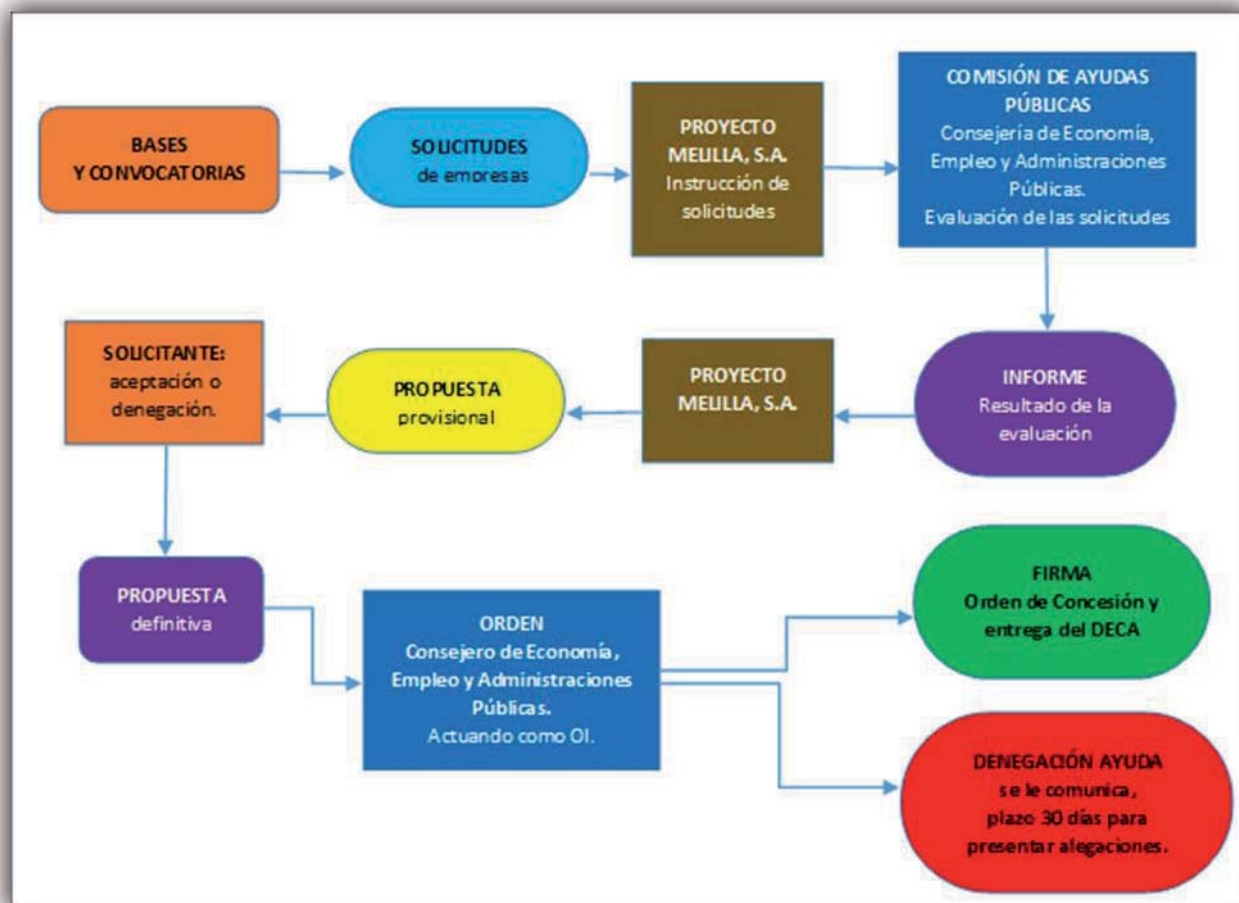 BASES
Y CONVOCATORIAS
SOLICITUDES
de empresas
PROYECTO
MELILLA, S.A.
Instrucción de
solicitudes
COMISIÓN DE AYUDAS
PÚBLICAS
Consejería de Economía,
Empleo y Administraciones
Públicas.
Evaluación de las solicitudes
INFORME
Resultado de la
evaluación
PROYECTO
MELILLA, S.A.
PROPUESTA
provisional
SOLICITANTE:
aceptación o
denegación.
PROPUESTA
definitiva
ORDEN
Consejero de Economía,
Empleo y Administraciones
Públicas.
Actuando como OI.
FIRMA
Orden de Concesión y
entrega del DECA
DENEGACIÓN AYUDA
se le comunica,
plazo 30 días para
presentar alegaciones.